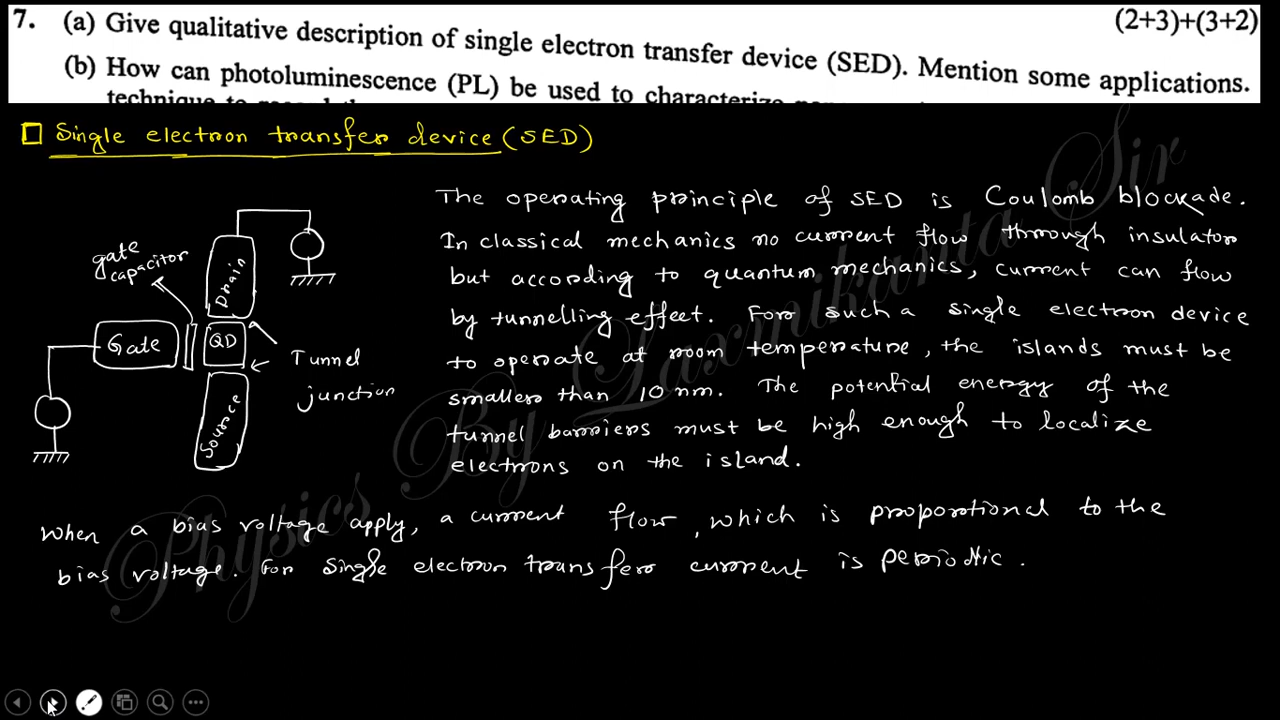 (2+3)+(3+2)
7. (a) Give qualitative description of single electron transfer device (SED). Mention some applications.
(b) How can photoluminescence (PL) be used to characterize
technique to
Single electron transfer device (SED)
The operating principle of SED is Coulomb blockade.
In classical mechanics no current flow through insulator
but according to quantum mechanics, current can flow
by tunnelling effect. For such a single electron device
to operate at room temperature, the islands must be
smaller than 10 nm. The potential energy of the
tunnel barriers must be high enough to localize
electrons on the island.
gate
capacitor
Drain
Gate
QD
Tunnel
junction
Source
When a bias voltage apply, a current flow, which is proportional to the
bias voltage. For single electron transfer current is periodic.
Physics By Laxmikanta Sir